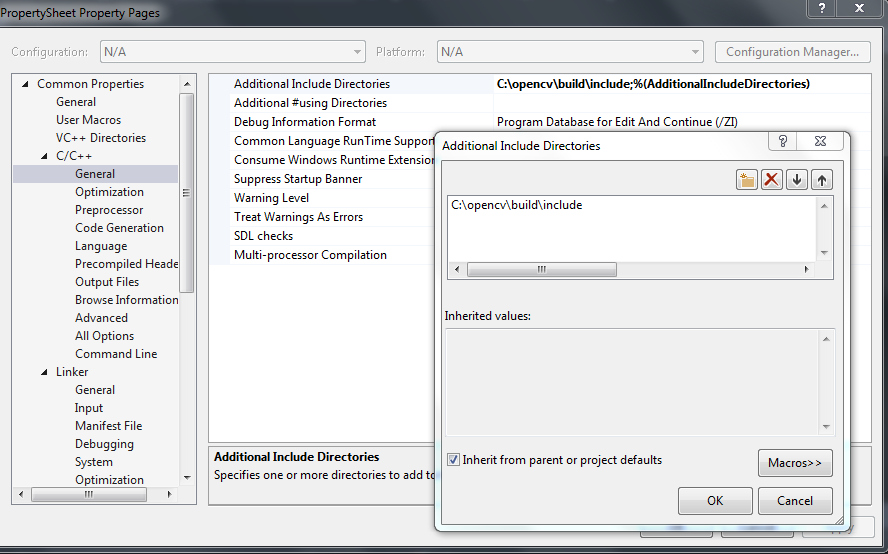 PropertySheet Property Pages
Configuration: N/A Platform: N/A Configuration Manager...
Common Properties
General
User Macros
VC++ Directories
C/C++
General
Optimization
Preprocessor
Code Generation
Language
Precompiled Heade
Output Files
Browse Information
Advanced
All Options
Command Line
Linker
General
Input
Manifest File
Debugging
System
Optimization
Additional Include Directories C:\opencv\build\include;%(AdditionalIncludeDirectories)
Additional #using Directories
Debug Information Format Program Database for Edit And Continue (/ZI)
Common Language RunTime Support
Consume Windows Runtime Extension
Suppress Startup Banner
Warning Level
Treat Warnings As Errors
SDL checks
Multi-processor Compilation
Additional Include Directories
Specifies one or more directories to add to
Additional Include Directories
C:\opencv\build\include
Inherited values:
Inherit from parent or project defaults
Macros>>
OK Cancel